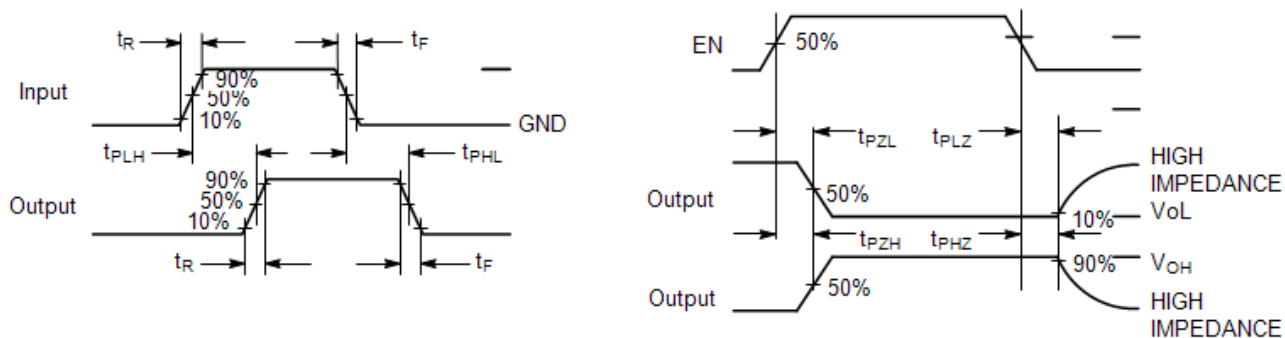 tR
tF
Input
90%
50%
10%
GND
tPLH
tPHL
Output
90%
50%
10%
tR
tF
EN
50%
tPZL
tPLZ
HIGH
IMPEDANCE
Output
50%
10%
VoL
tPZH
tPHZ
90%
VOH
Output
50%
HIGH
IMPEDANCE